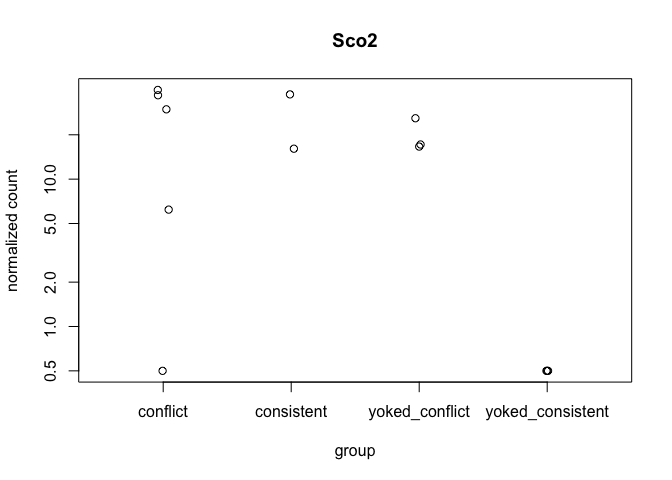 Sco2
normalized count
10.0
5.0
2.0
1.0
0.5
conflict
consistent
yoked_conflict
yoked_consistent
group